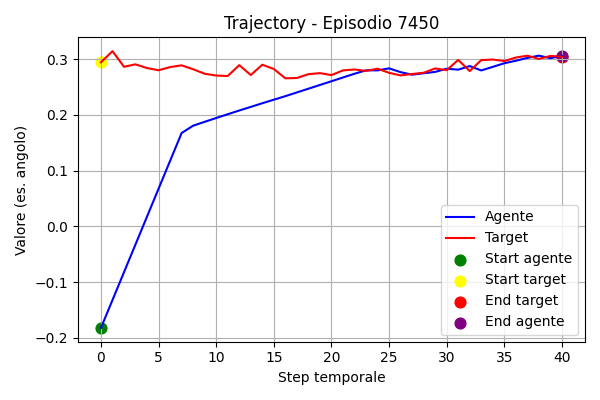 Trajectory - Episodio 7450
Valore (es. angolo)
0.3
0.2
0.1
0.0
−0.1
−0.2
0 5 10 15 20 25 30 35 40
Step temporale
Agente
Target
Start agente
Start target
End target
End agente